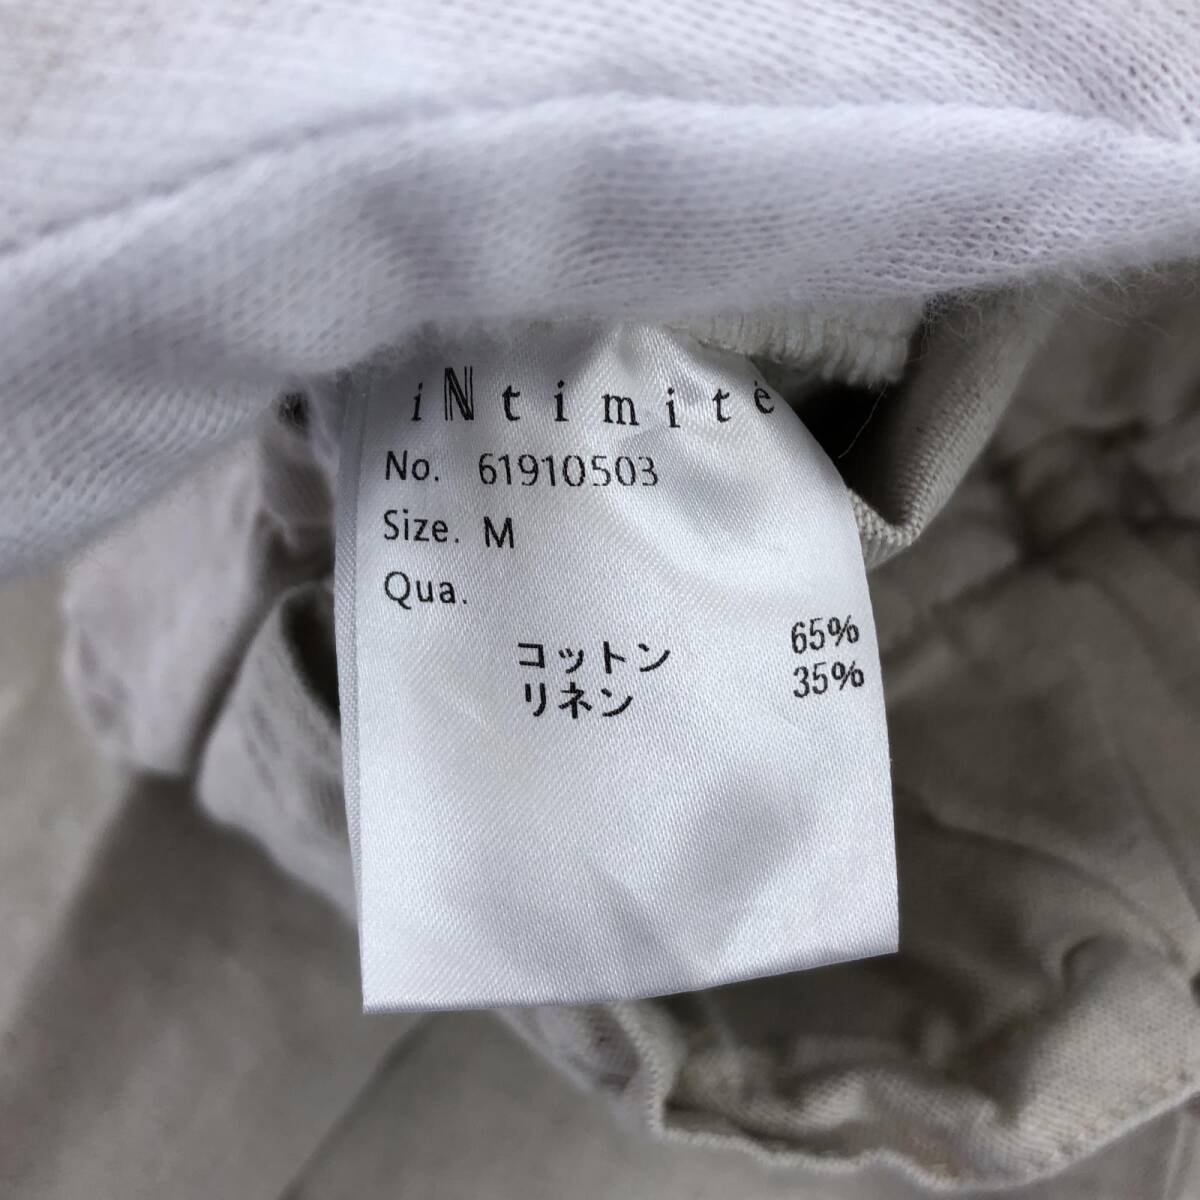 iNtimité
No. 61910503
Size. M
Qua.
コットン 65%
リネン 35%